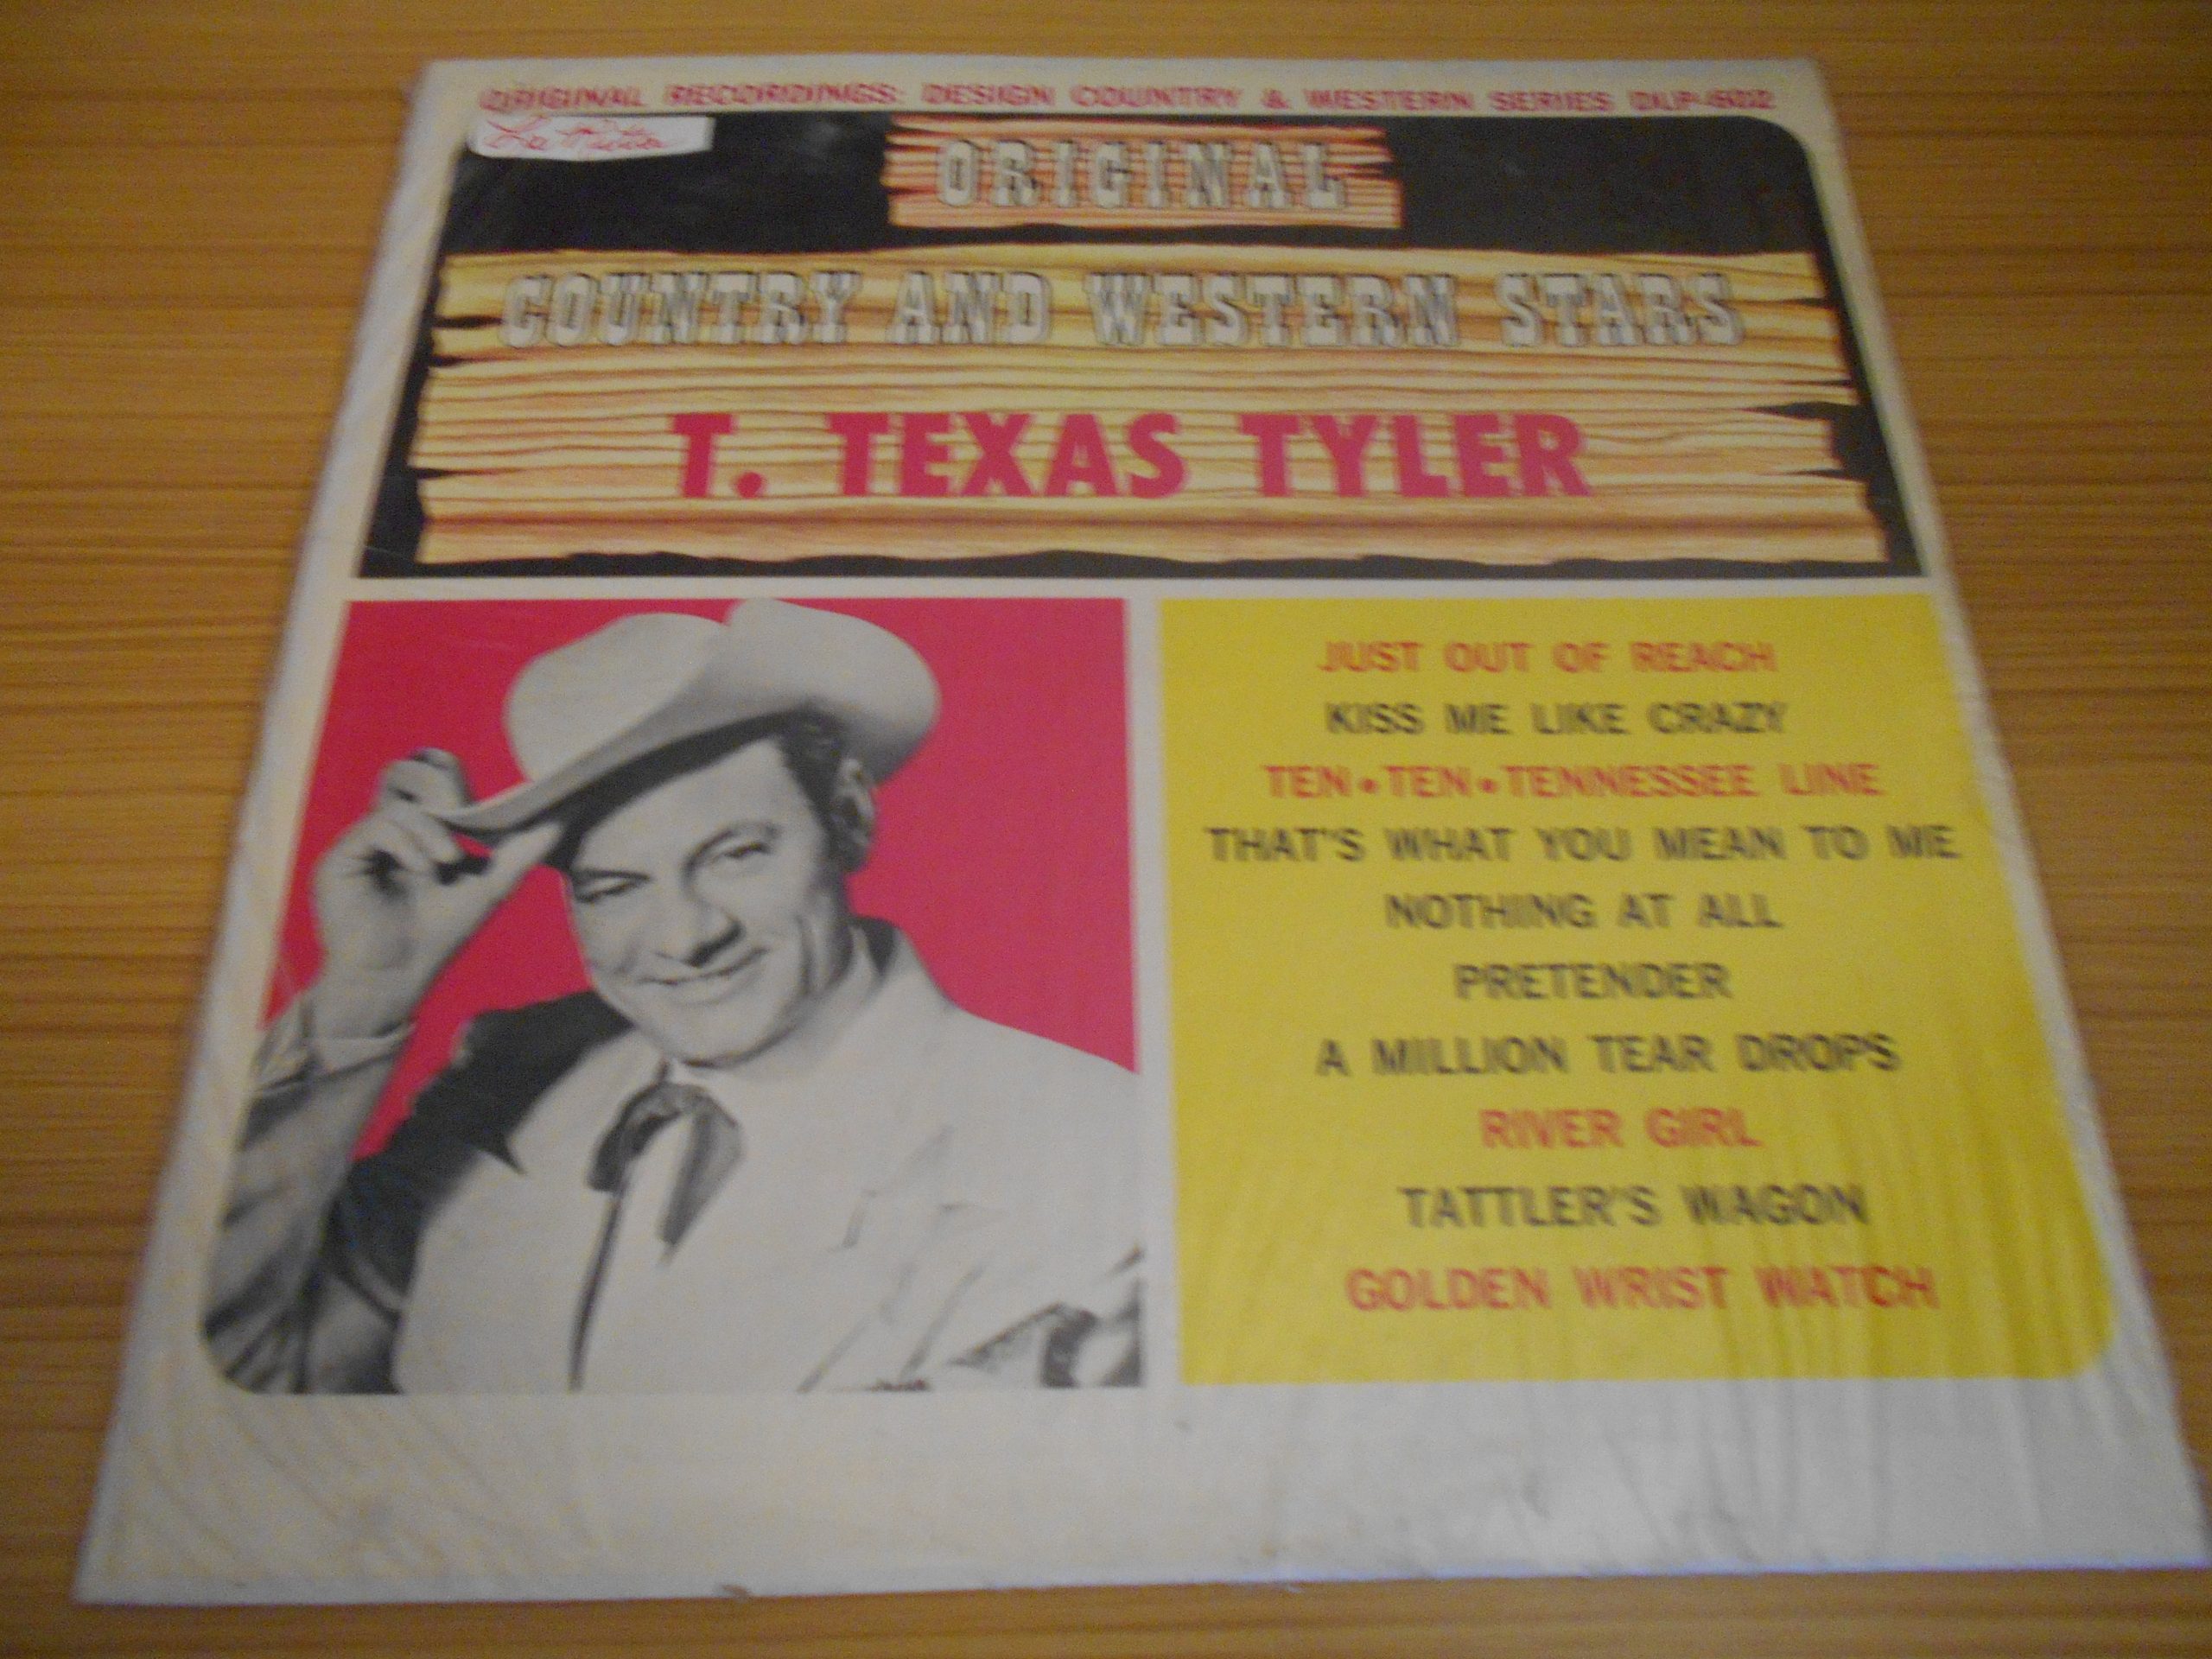 ORIGINAL RECORDINGS: DESIGN COUNTRY & WESTERN SERIES DLP-602
ORIGINAL
COUNTRY AND WESTERN STARS
T. TEXAS TYLER
JUST OUT OF REACH
KISS ME LIKE CRAZY
TEN•TEN•TENNESSEE LINE
THAT'S WHAT YOU MEAN TO ME
NOTHING AT ALL
PRETENDER
A MILLION TEAR DROPS
RIVER GIRL
TATTLER'S WAGON
GOLDEN WRIST WATCH